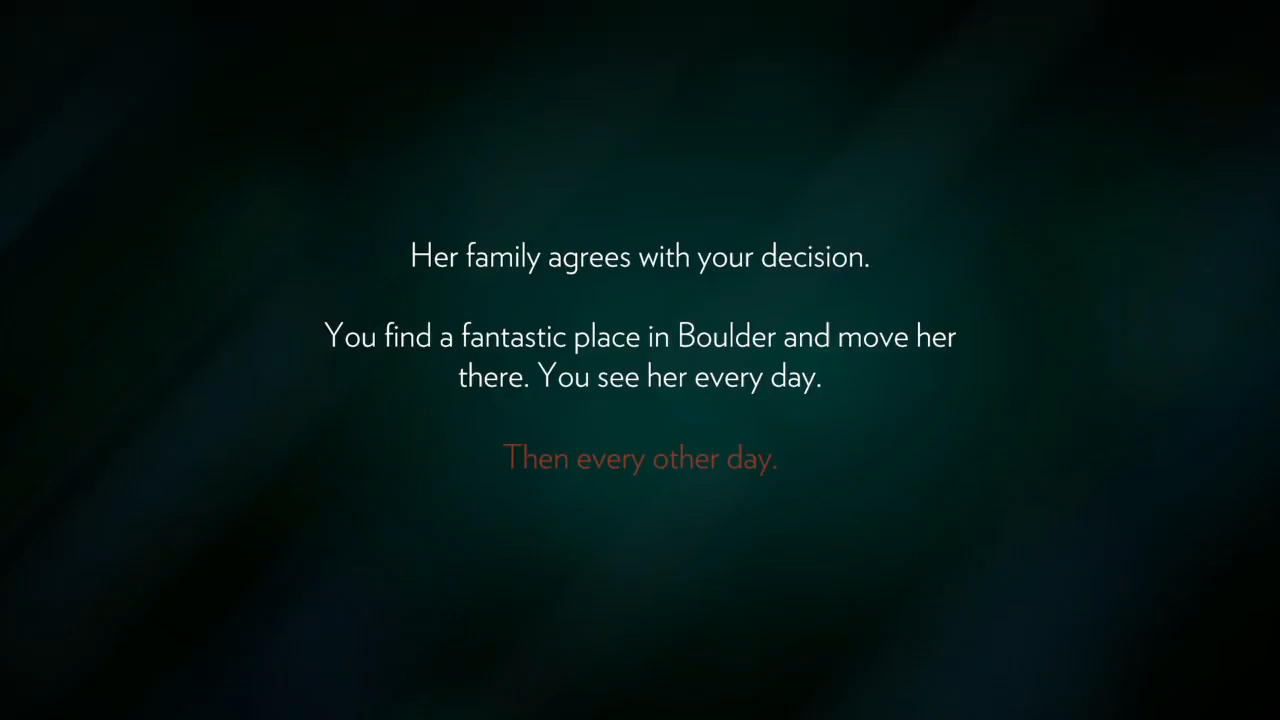 Her family agrees with your decision.
You find a fantastic place in Boulder and move her
there. You see her every day.
Then every other day.